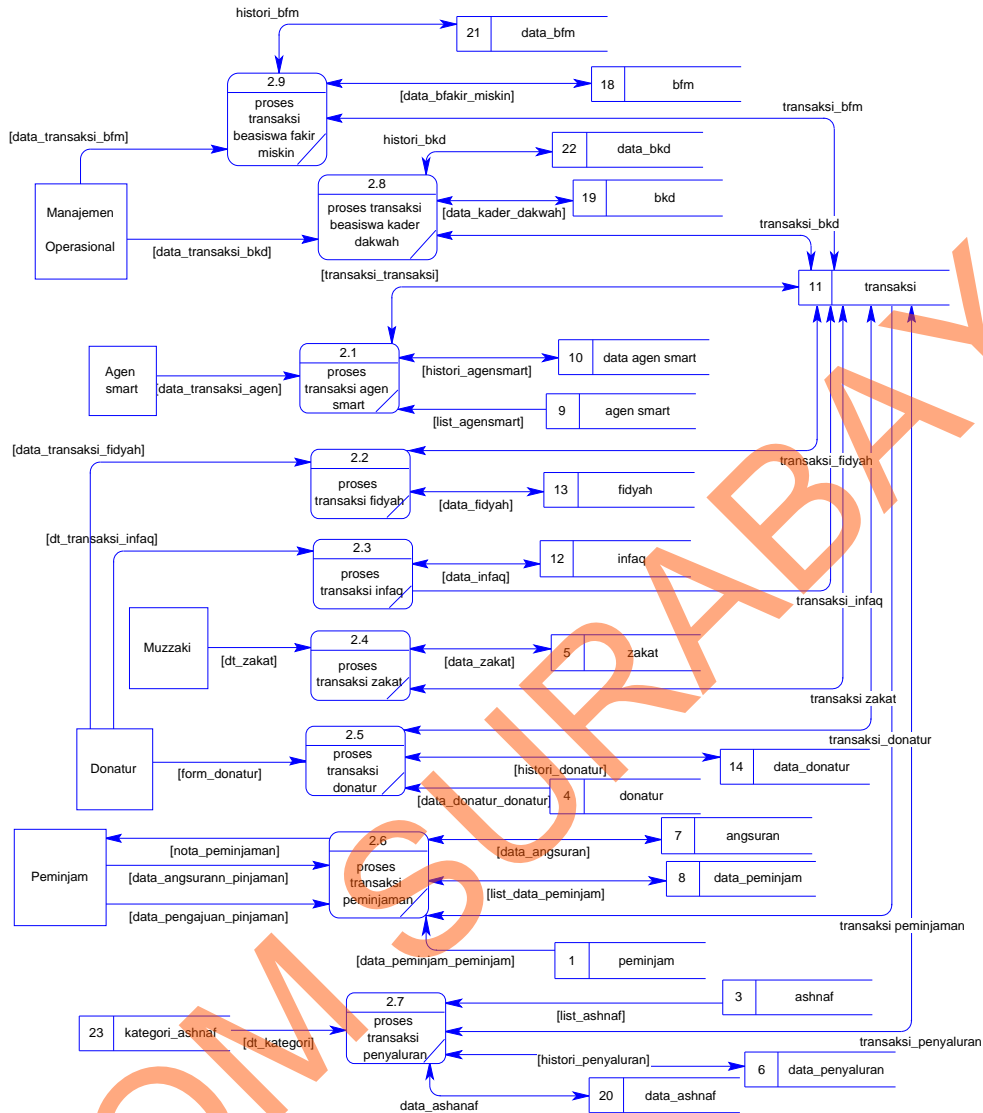 histori_bfm
21 data_bfm
2.9
proses
transaksi
beasiswa fakir
miskin
18 bfm
[data_bfakir_miskin]
transaksi_bfm
[data_transaksi_bfm]
histori_bkd
22 data_bkd
2.8
proses transaksi
beasiswa kader
dakwah
19 bkd
[data_kader_dakwah]
Manajemen
Operasional
[data_transaksi_bkd]
transaksi_bkd
[transaksi_transaksi]
11 transaksi
Agen
smart
[data_transaksi_agen]
2.1
proses
transaksi agen
smart
10 data agen smart
[histori_agensmart]
9 agen smart
[list_agensmart]
[data_transaksi_fidyah]
2.2
proses
transaksi fidyah
transaksi_fidyah
13 fidyah
[data_fidyah]
[dt_transaksi_infaq]
2.3
proses
transaksi infaq
12 infaq
[data_infaq]
transaksi_infaq
Muzzaki
[dt_zakat]
2.4
proses
transaksi zakat
5 zakat
[data_zakat]
transaksi zakat
Donatur
[form_donatur]
2.5
proses
transaksi
donatur
transaksi_donatur
14 data_donatur
[histori_donatur]
4 donatur
[data_donatur_donatur]
Peminjam
[nota_peminjaman]
[data_angsurann_pinjaman]
[data_pengajuan_pinjaman]
2.6
proses
transaksi
peminjaman
7 angsuran
[data_angsuran]
8 data_peminjam
[list_data_peminjam]
transaksi peminjaman
1 peminjam
[data_peminjam_peminjam]
23 kategori_ashnaf
[dt_kategori]
2.7
proses
transaksi
penyaluran
3 ashnaf
[list_ashnaf]
transaksi_penyaluran
6 data_penyaluran
[histori_penyaluran]
20 data_ashnaf
data_ashanaf
OM SURABAY